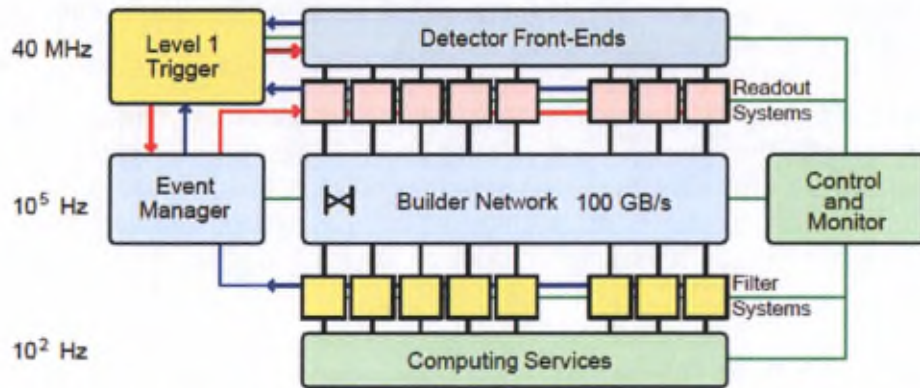 40 MHz
Level 1
Trigger
Detector Front-Ends
Readout
Systems
10⁵ Hz
Event
Manager
Builder Network 100 GB/s
Control
and
Monitor
Filter
Systems
10² Hz
Computing Services